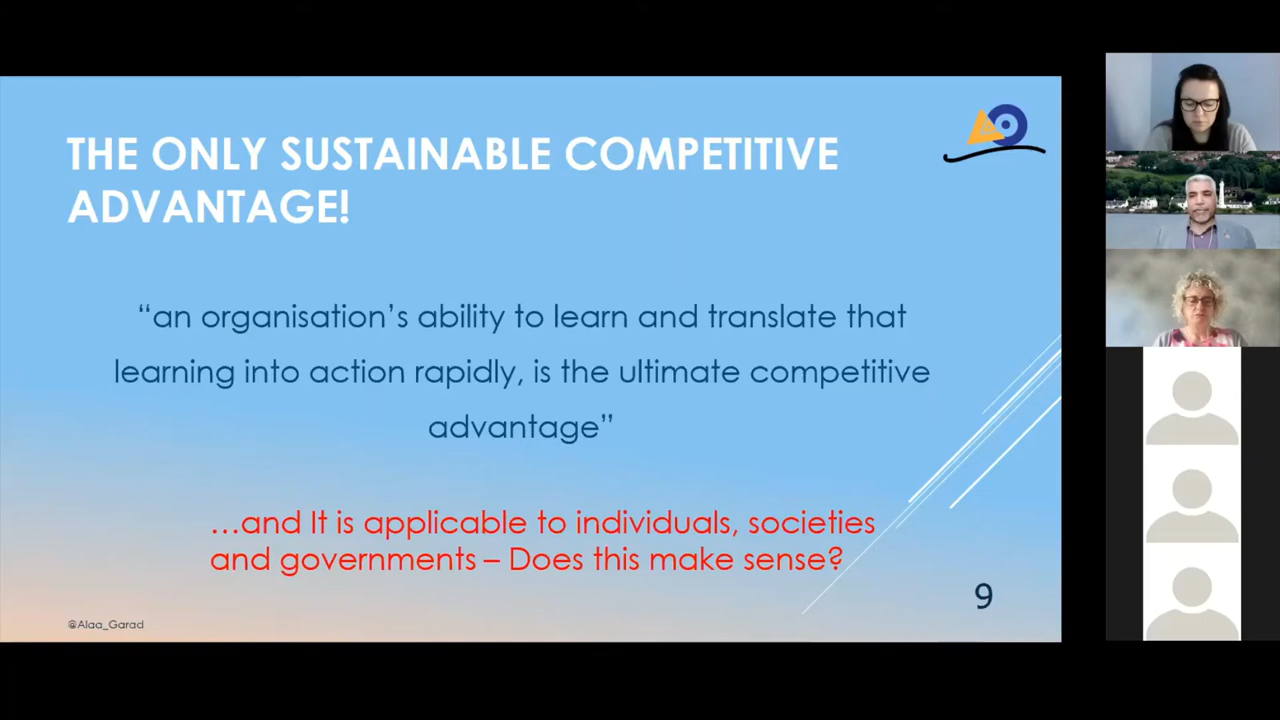 THE ONLY SUSTAINABLE COMPETITIVE
ADVANTAGE!
“an organisation’s ability to learn and translate that
learning into action rapidly, is the ultimate competitive
advantage”
…and It is applicable to individuals, societies
and governments – Does this make sense?
9
@Alaa_Garad